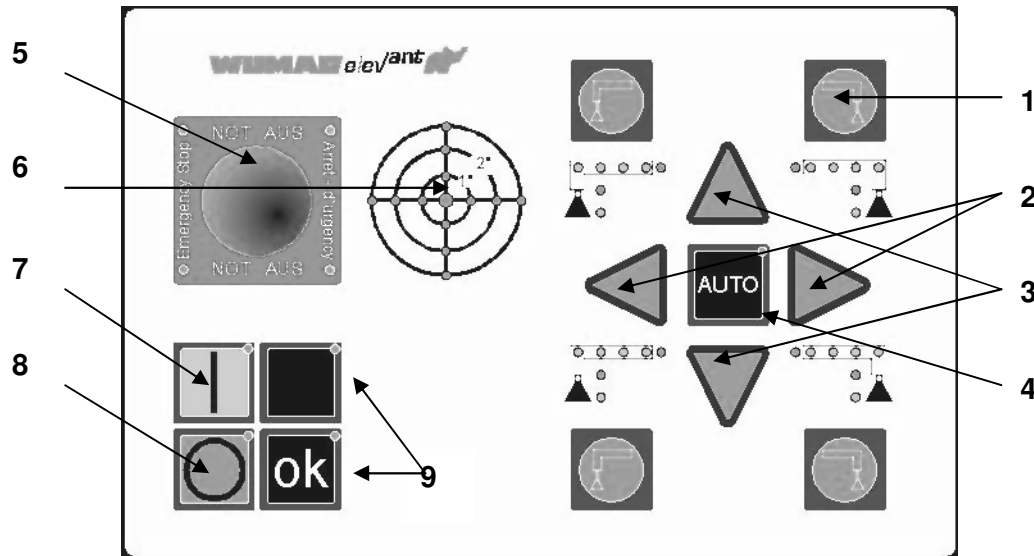 WUMAG elevant
5
NOT AUS
Emergency Stop
Arret - d'urgency
NOT AUS
6
2°
1°
7
8
ok
9
1
2
3
AUTO
4